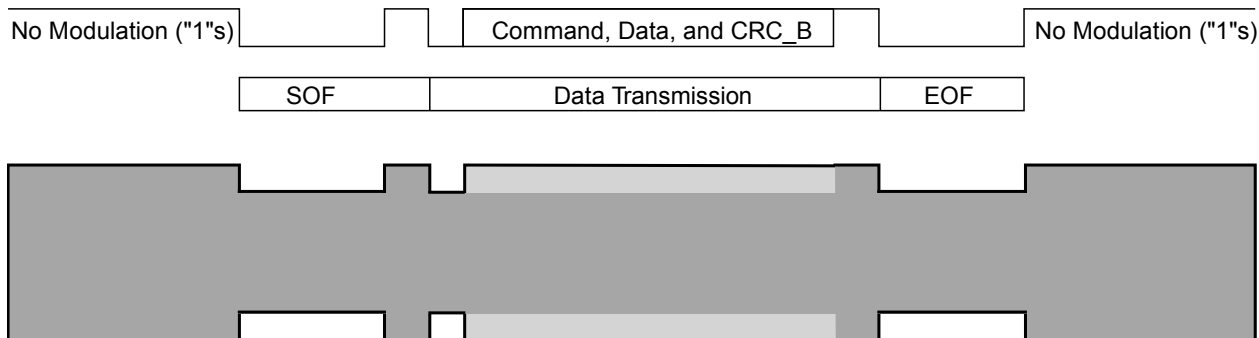 No Modulation ("1"s)
Command, Data, and CRC_B
No Modulation ("1"s)
SOF
Data Transmission
EOF